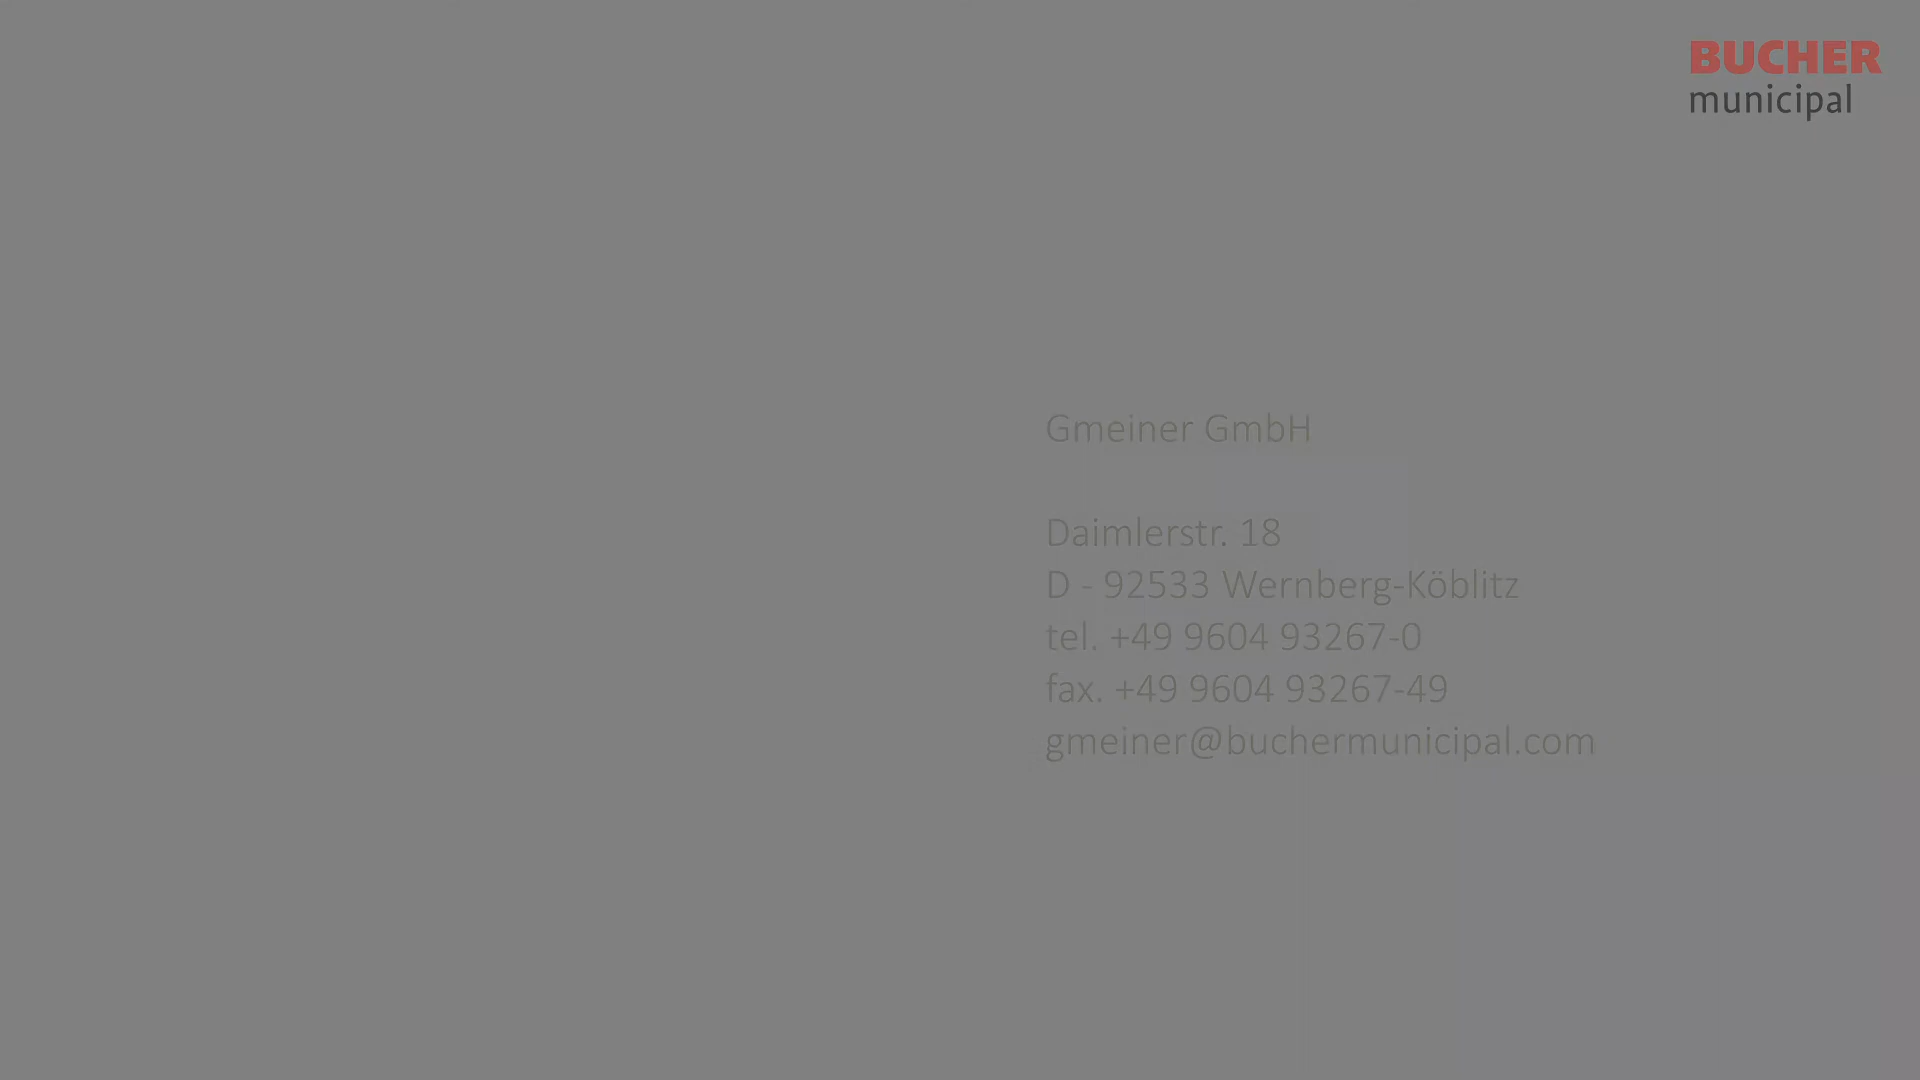 BUCHER
municipal
Gmeiner GmbH
Daimlerstr. 18
D - 92533 Wernberg-Köblitz
tel. +49 9604 93267-0
fax. +49 9604 93267-49
gmeiner@buchermunicipal.com